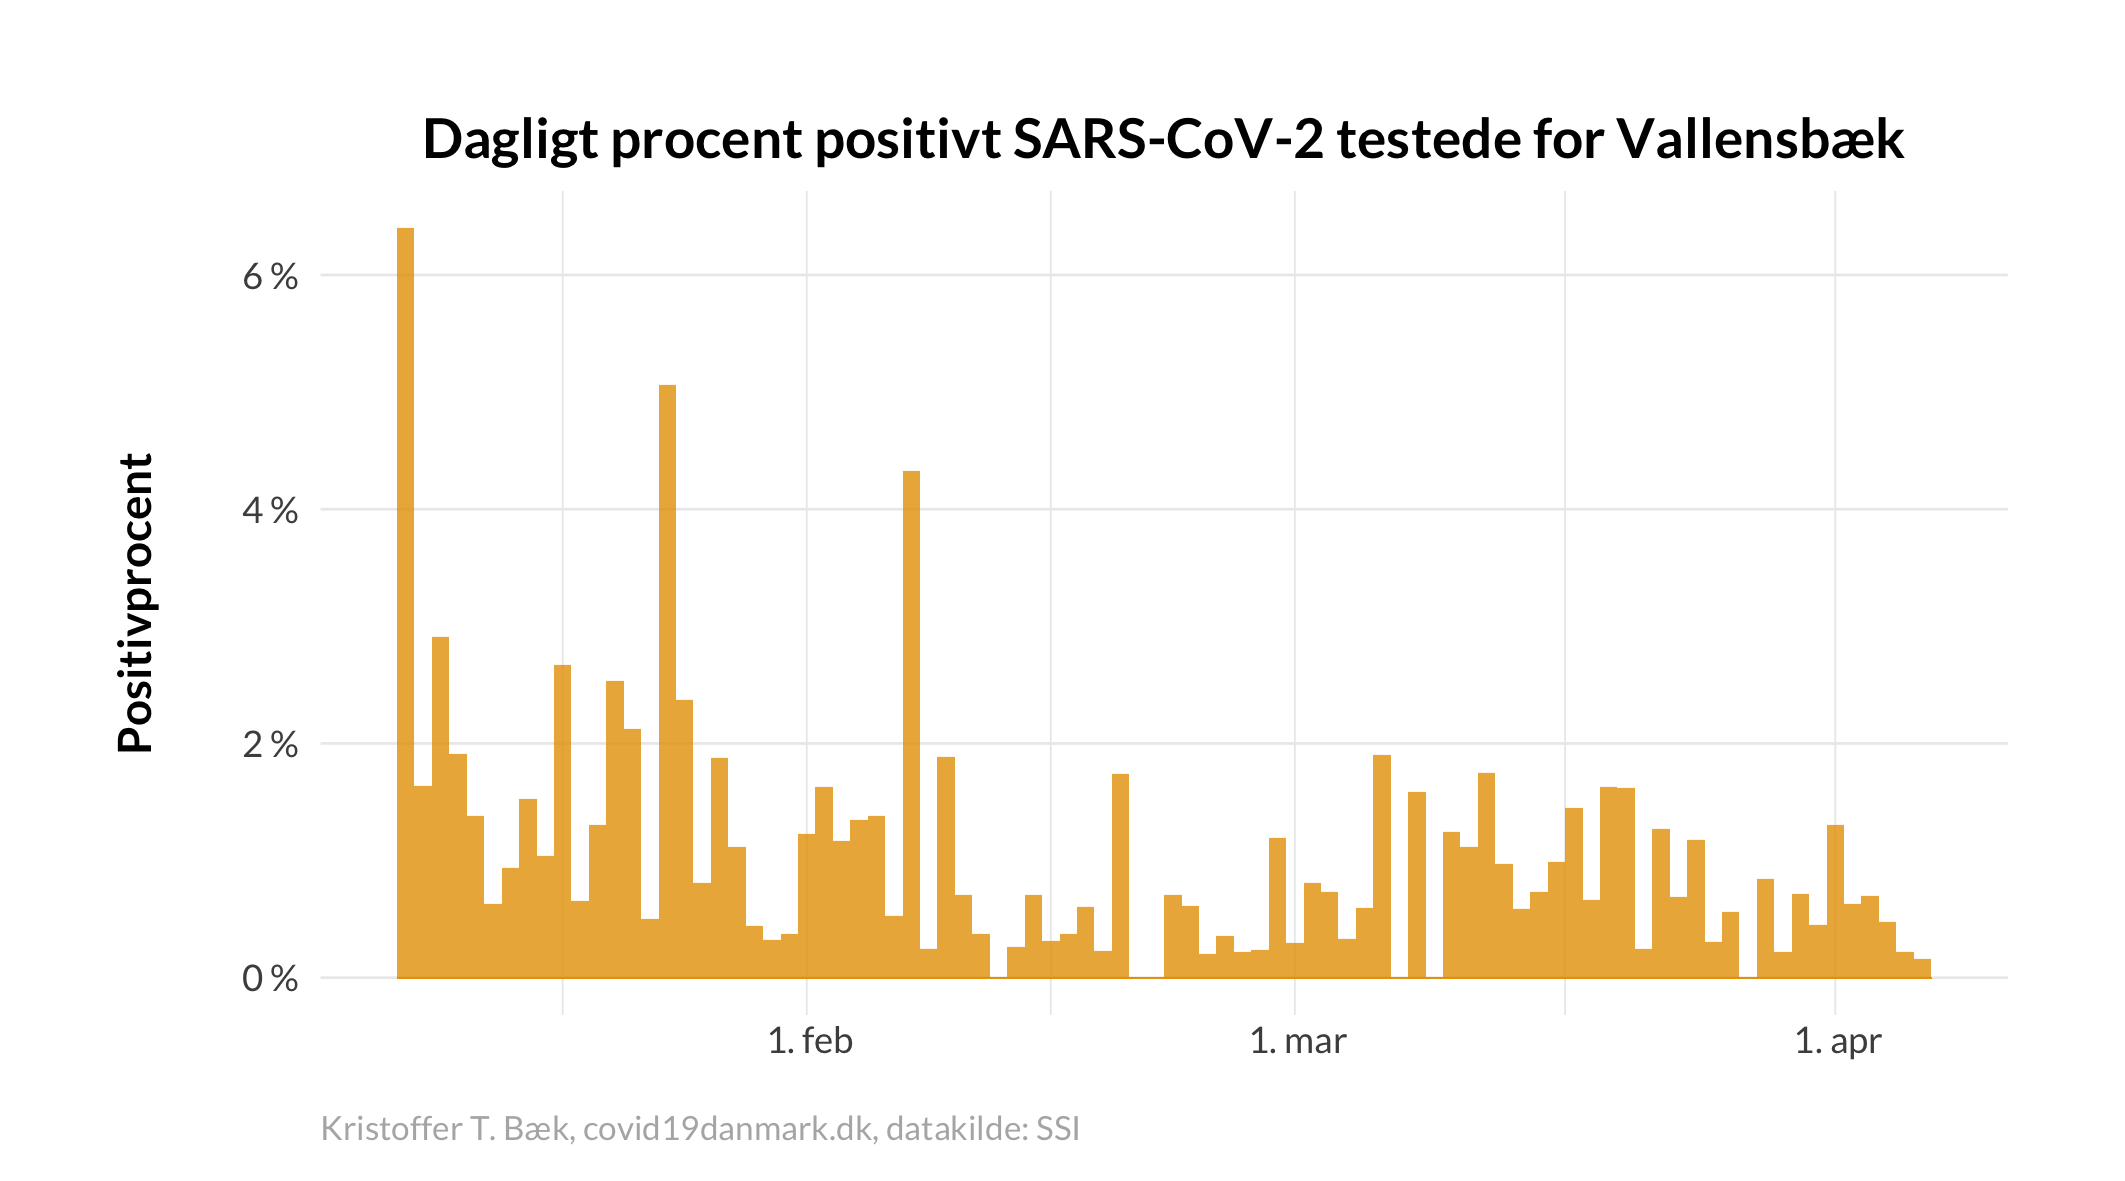 Dagligt procent positivt SARS-CoV-2 testede for Vallensbæk
Positivprocent
6 %
4 %
2 %
0 %
1. feb
1. mar
1. apr
Kristoffer T. Bæk, covid19danmark.dk, datakilde: SSI